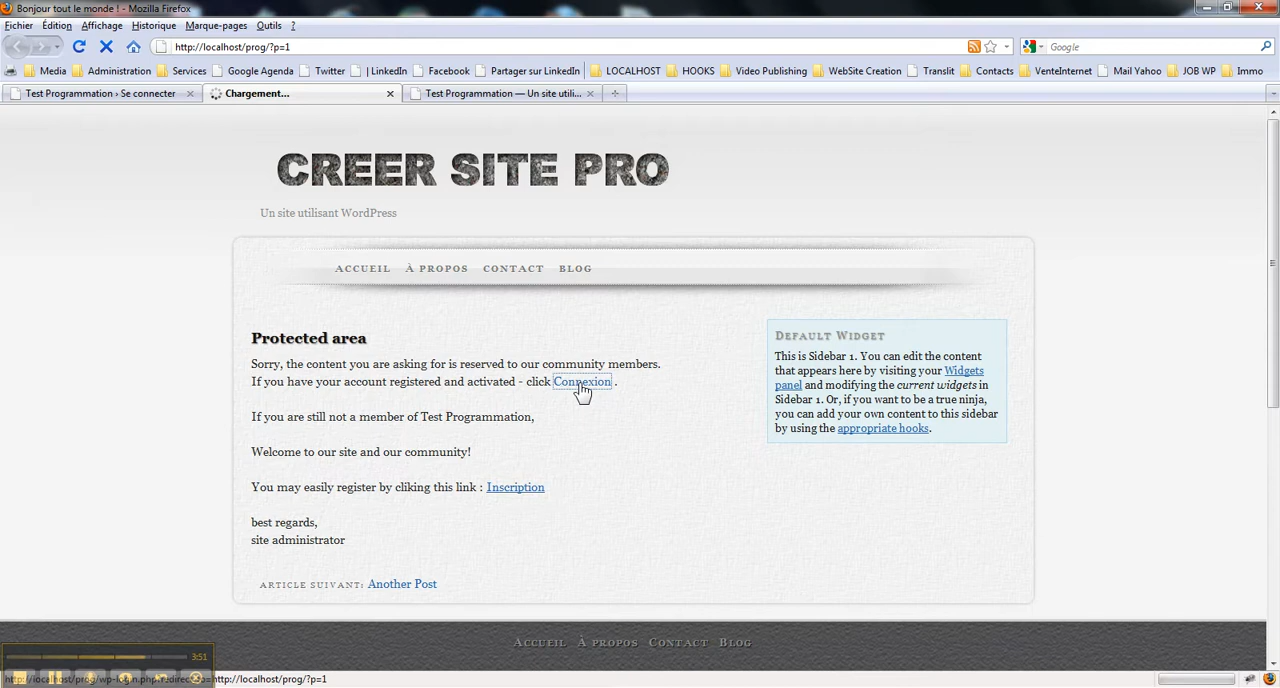 Bonjour tout le monde ! - Mozilla Firefox
Fichier Édition Affichage Historique Marque-pages Outils ?
http://localhost/prog/?p=1 Google
Media Administration Services Google Agenda Twitter | LinkedIn Facebook Partager sur LinkedIn LOCALHOST HOOKS Video Publishing WebSite Creation Translit Contacts VenteInternet Mail Yahoo JOB WP Immo
Test Programmation › Se connecter Chargement... Test Programmation — Un site utili...
CREER SITE PRO
Un site utilisant WordPress
ACCUEIL À PROPOS CONTACT BLOG
Protected area
Sorry, the content you are asking for is reserved to our community members.
If you have your account registered and activated - click Connexion .
If you are still not a member of Test Programmation,
Welcome to our site and our community!
You may easily register by cliking this link : Inscription
best regards,
site administrator
ARTICLE SUIVANT: Another Post
Default Widget
This is Sidebar 1. You can edit the content
that appears here by visiting your Widgets
panel and modifying the current widgets in
Sidebar 1. Or, if you want to be a true ninja,
you can add your own content to this sidebar
by using the appropriate hooks.
Accueil À Propos Contact Blog
3:51
http://localhost/prog/wp-login.php?redirect_to=http://localhost/prog/?p=1